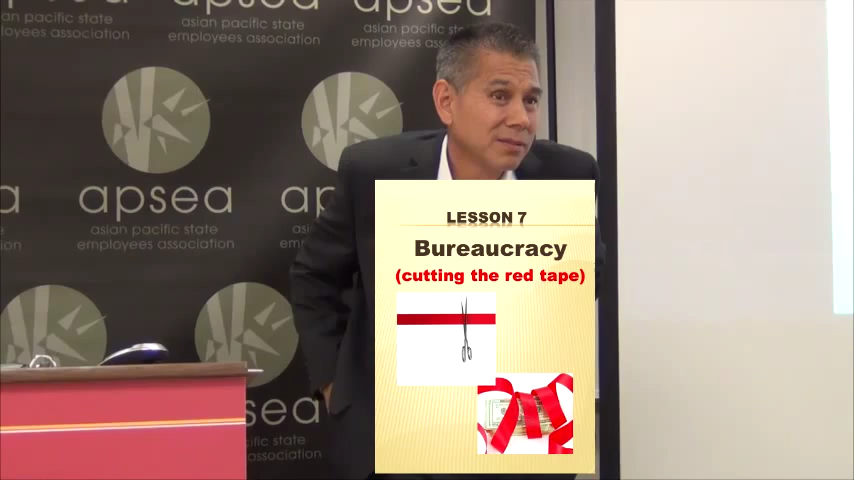 apsea
asian pacific state
employees association
apsea
asian pacific state
employees association
apsea
asian pacific state
employees association
apsea
asian pacific state
employees association
LESSON 7
Bureaucracy
(cutting the red tape)